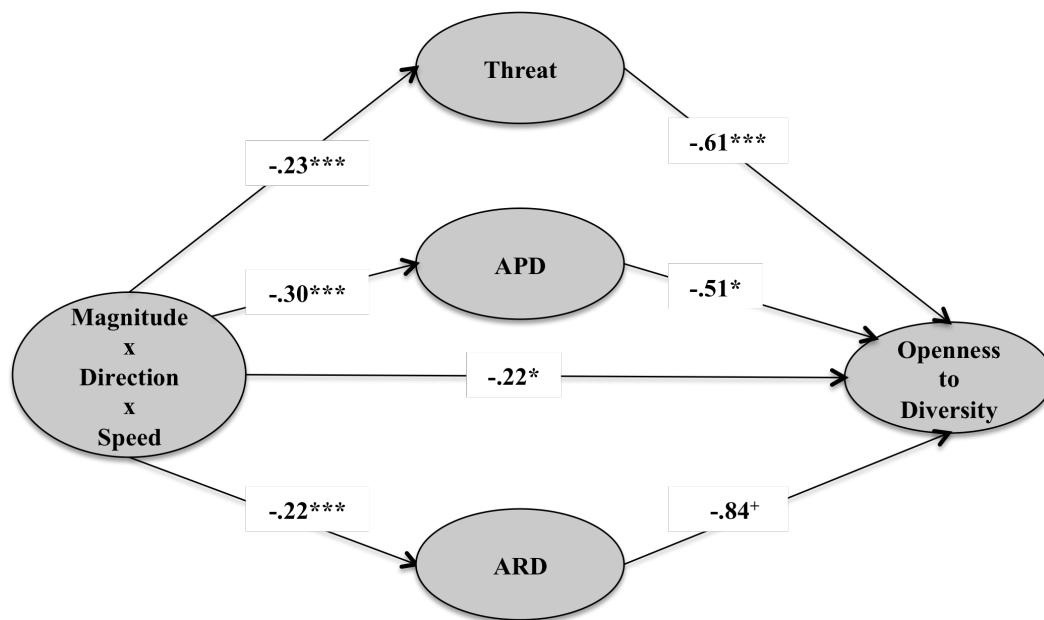 Threat
-.23***
-.61***
APD
-.30***
-.51*
Magnitude
x
Direction
x
Speed
-.22*
Openness
to
Diversity
-.22***
-.84⁺
ARD